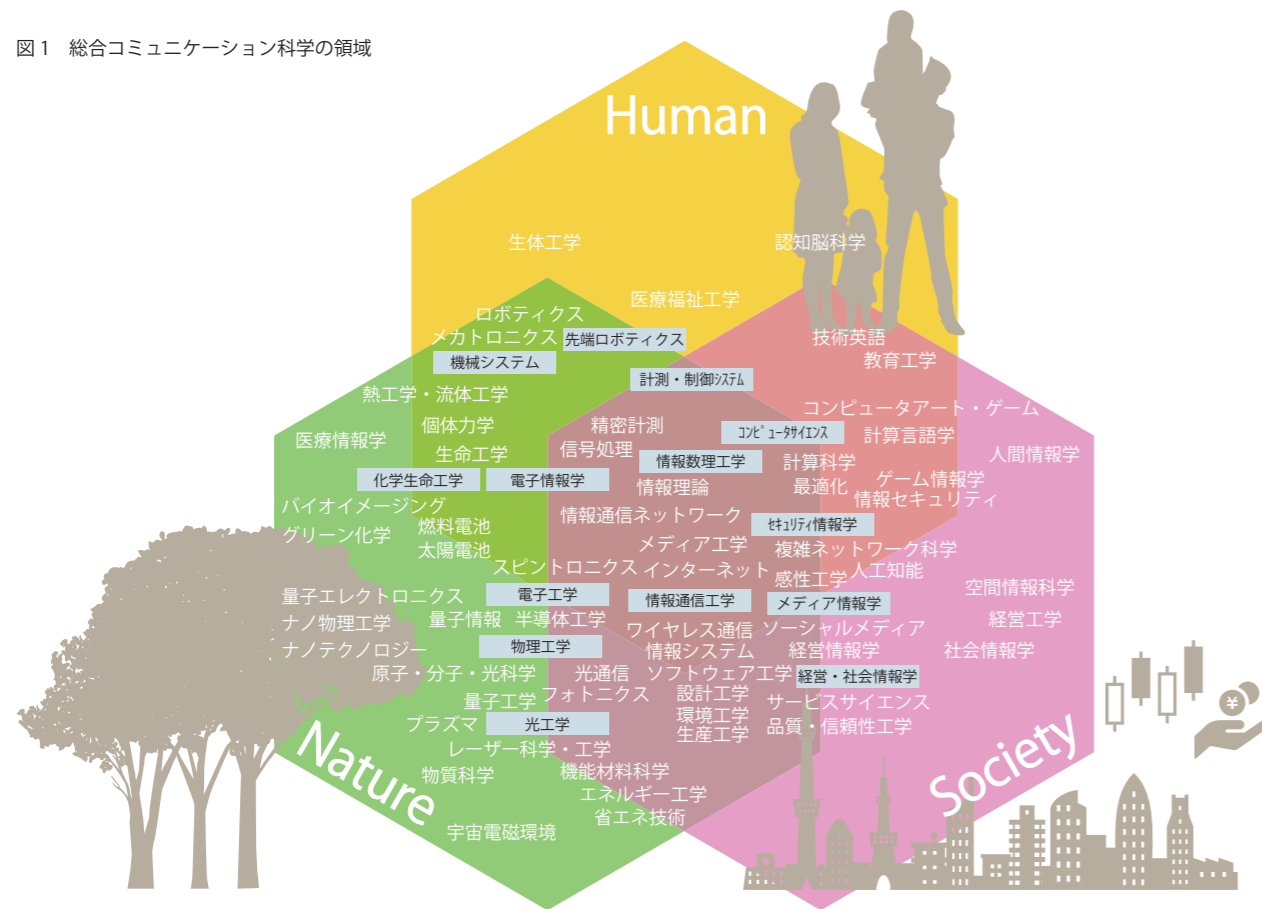 図 1　総合コミュニケーション科学の領域
Human
生体工学
認知脳科学
医療福祉工学
ロボティクス
メカトロニクス
先端ロボティクス
技術英語
機械システム
教育工学
計測・制御ｼｽﾃﾑ
熱工学・流体工学
コンピュータアート・ゲーム
個体力学
精密計測
ｺﾝﾋﾟｭｰﾀｻｲｴﾝｽ
計算言語学
医療情報学
生命工学
信号処理
情報数理工学
計算科学
人間情報学
化学生命工学
電子情報学
情報理論
最適化
ゲーム情報学
情報セキュリティ
バイオイメージング
グリーン化学
燃料電池
太陽電池
情報通信ネットワーク
ｾｷｭﾘﾃｨ情報学
メディア工学
複雑ネットワーク科学
スピントロニクス
インターネット
感性工学
人工知能
空間情報科学
量子エレクトロニクス
電子工学
情報通信工学
メディア情報学
ナノ物理工学
量子情報
半導体工学
ワイヤレス通信
ソーシャルメディア
経営工学
ナノテクノロジー
物理工学
情報システム
経営情報学
社会情報学
原子・分子・光科学
光通信
ソフトウェア工学
経営・社会情報学
量子工学
フォトニクス
設計工学
サービスサイエンス
プラズマ
光工学
環境工学
生産工学
品質・信頼性工学
レーザー科学・工学
物質科学
機能材料科学
エネルギー工学
省エネ技術
宇宙電磁環境
Nature
Society
¥